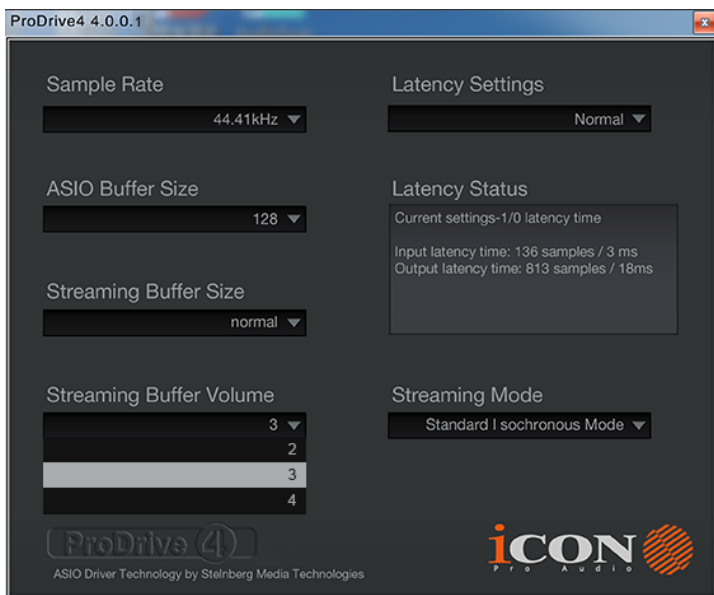 ProDrive4 4.0.0.1
Sample Rate
44.41kHz
Latency Settings
Normal
ASIO Buffer Size
128
Latency Status
Current settings-1/0 latency time
Input latency time: 136 samples / 3 ms
Output latency time: 813 samples / 18ms
Streaming Buffer Size
normal
Streaming Buffer Volume
3
2
3
4
Streaming Mode
Standard I sochronous Mode
ProDrive 4
ASIO Driver Technology by Stelnberg Media Technologies
iCON
Pro Audio